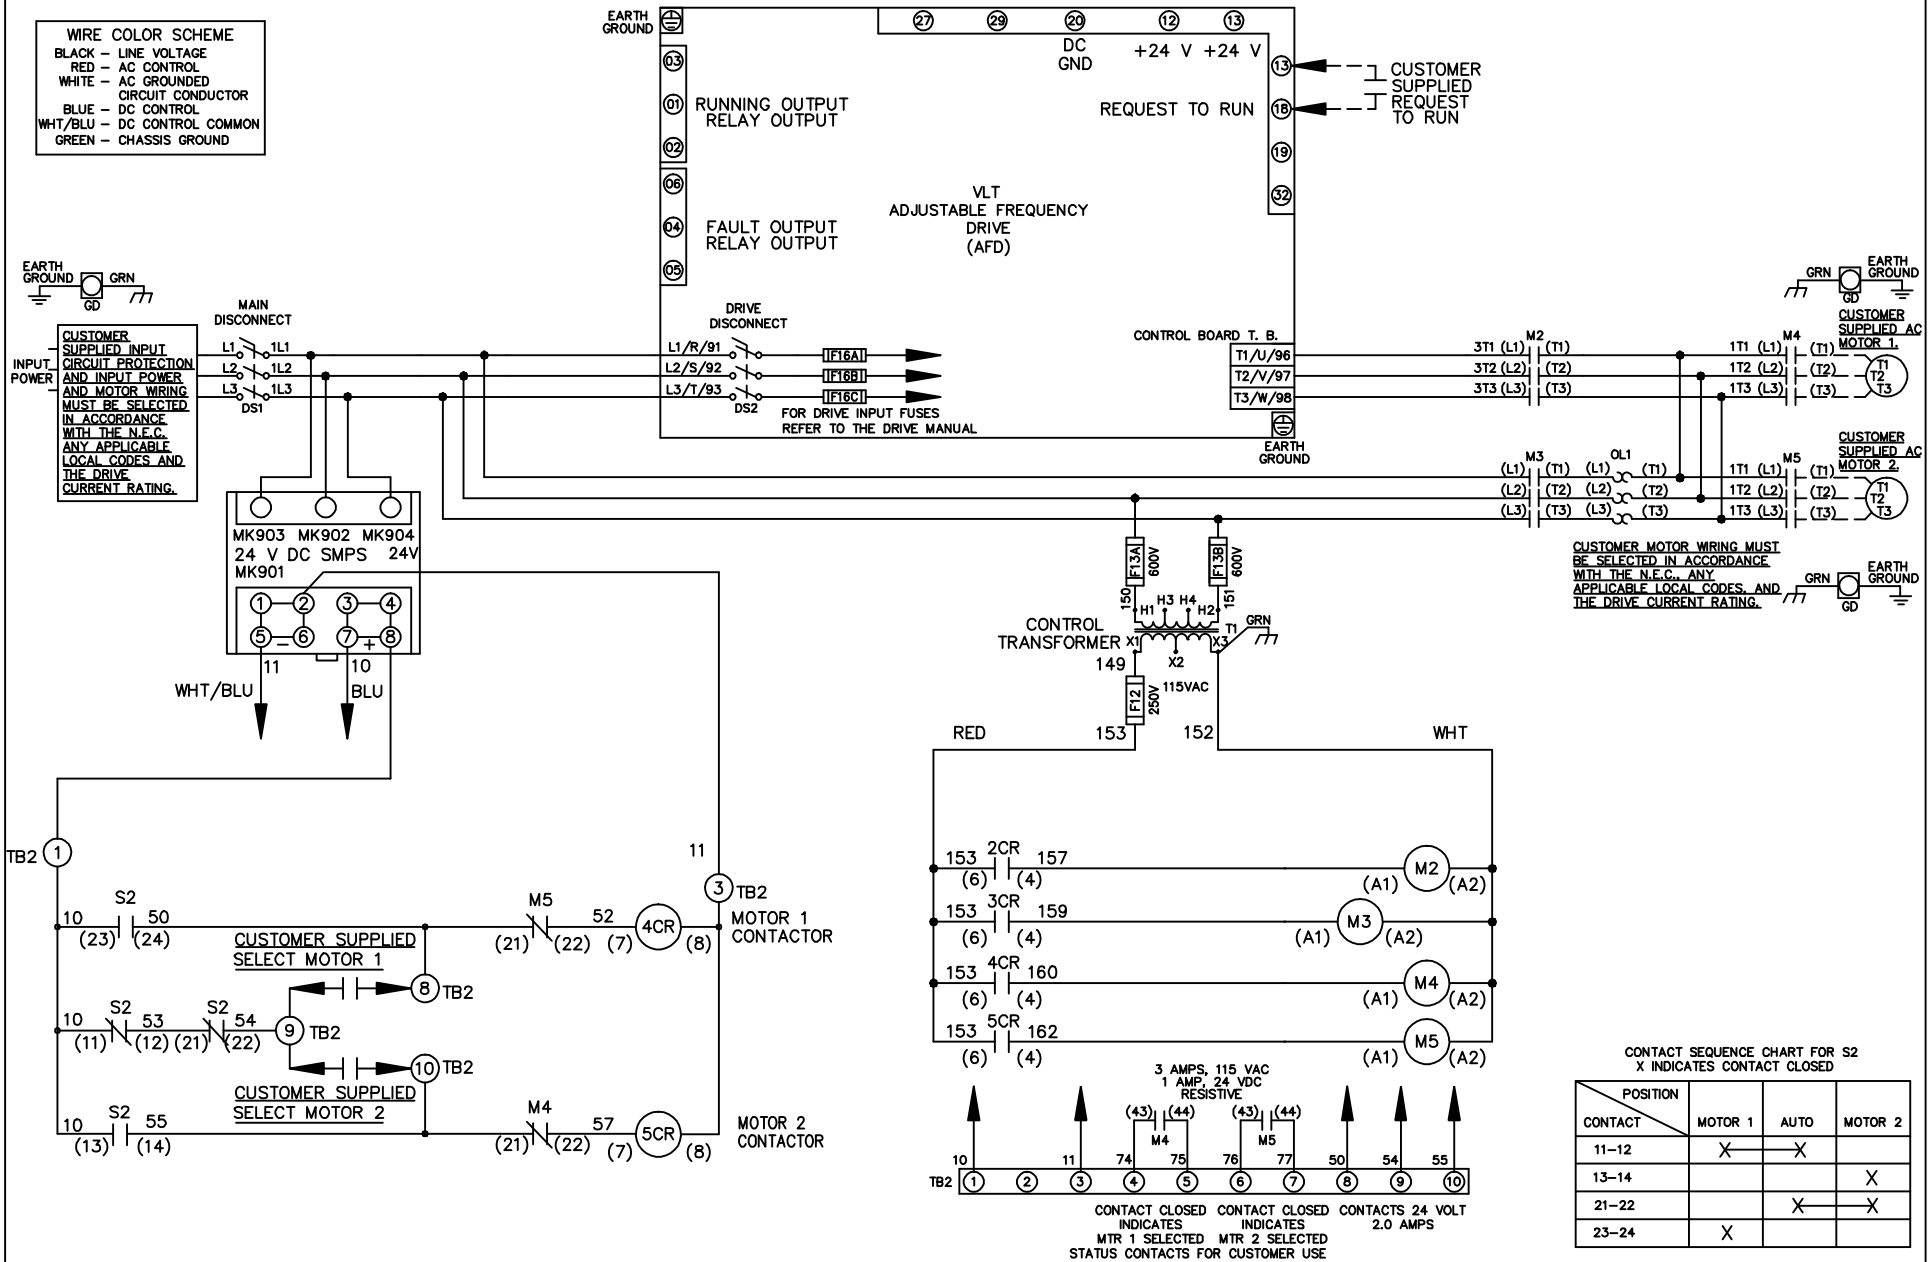 WIRE COLOR SCHEME
BLACK – LINE VOLTAGE
RED – AC CONTROL
WHITE – AC GROUNDED
CIRCUIT CONDUCTOR
BLUE – DC CONTROL
WHT/BLU – DC CONTROL COMMON
GREEN – CHASSIS GROUND
EARTH
GROUND
27 29 20 12 13
DC
GND
+24 V +24 V
03
01
02
RUNNING OUTPUT
RELAY OUTPUT
06
04
05
FAULT OUTPUT
RELAY OUTPUT
VLT
ADJUSTABLE FREQUENCY
DRIVE
(AFD)
REQUEST TO RUN
13
18
19
32
CUSTOMER
SUPPLIED
REQUEST
TO RUN
EARTH
GROUND
GRN
GD
INPUT
POWER
CUSTOMER
SUPPLIED INPUT
CIRCUIT PROTECTION
AND INPUT POWER
AND MOTOR WIRING
MUST BE SELECTED
IN ACCORDANCE
WITH THE N.E.C.
ANY APPLICABLE
LOCAL CODES AND
THE DRIVE
CURRENT RATING.
MAIN
DISCONNECT
L1 1L1
L2 1L2
L3 1L3
DS1
DRIVE
DISCONNECT
L1/R/91
L2/S/92
L3/T/93
DS2
F16A
F16B
F16C
FOR DRIVE INPUT FUSES
REFER TO THE DRIVE MANUAL
CONTROL BOARD T. B.
T1/U/96
T2/V/97
T3/W/98
EARTH
GROUND
M2
3T1 (L1) (T1)
3T2 (L2) (T2)
3T3 (L3) (T3)
M4
1T1 (L1) (T1)
1T2 (L2) (T2)
1T3 (L3) (T3)
GRN
GD
EARTH
GROUND
CUSTOMER
SUPPLIED AC
MOTOR 1.
T1
T2
T3
M3 OL1
(L1) (T1) (L1) (T1)
(L2) (T2) (L2) (T2)
(L3) (T3) (L3) (T3)
M5
1T1 (L1) (T1)
1T2 (L2) (T2)
1T3 (L3) (T3)
CUSTOMER
SUPPLIED AC
MOTOR 2.
T1
T2
T3
CUSTOMER MOTOR WIRING MUST
BE SELECTED IN ACCORDANCE
WITH THE N.E.C., ANY
APPLICABLE LOCAL CODES, AND
THE DRIVE CURRENT RATING.
GRN
GD
EARTH
GROUND
MK903 MK902 MK904
24 V DC SMPS 24V
MK901
1 2 3 4
5 – 6 7 + 8
11 10
WHT/BLU BLU
F13A
600V
F13B
600V
150 151
H1 H3 H4 H2
CONTROL
TRANSFORMER
T1
GRN
X1 X2 X3
149
F12
250V
115VAC
153 152
RED WHT
TB2 1
11
3 TB2
S2
10 50
(23) (24)
M5
(21) (22)
52
(7) 4CR (8)
MOTOR 1
CONTACTOR
CUSTOMER SUPPLIED
SELECT MOTOR 1
8 TB2
S2 S2
10 53 54
(11) (12) (21) (22)
9 TB2
10 TB2
CUSTOMER SUPPLIED
SELECT MOTOR 2
S2
10 55
(13) (14)
M4
(21) (22)
57
(7) 5CR (8)
MOTOR 2
CONTACTOR
153 2CR 157
(6) (4)
(A1) M2 (A2)
153 3CR 159
(6) (4)
(A1) M3 (A2)
153 4CR 160
(6) (4)
(A1) M4 (A2)
153 5CR 162
(6) (4)
(A1) M5 (A2)
3 AMPS, 115 VAC
1 AMP, 24 VDC
RESISTIVE
(43) (44) (43) (44)
M4 M5
10 11 74 75 76 77 50 54 55
TB2 1 2 3 4 5 6 7 8 9 10
CONTACT CLOSED
INDICATES
MTR 1 SELECTED
CONTACT CLOSED
INDICATES
MTR 2 SELECTED
CONTACTS 24 VOLT
2.0 AMPS
STATUS CONTACTS FOR CUSTOMER USE
CONTACT SEQUENCE CHART FOR S2
X INDICATES CONTACT CLOSED
POSITION
CONTACT MOTOR 1 AUTO MOTOR 2
11–12 X X
13–14 X
21–22 X X
23–24 X